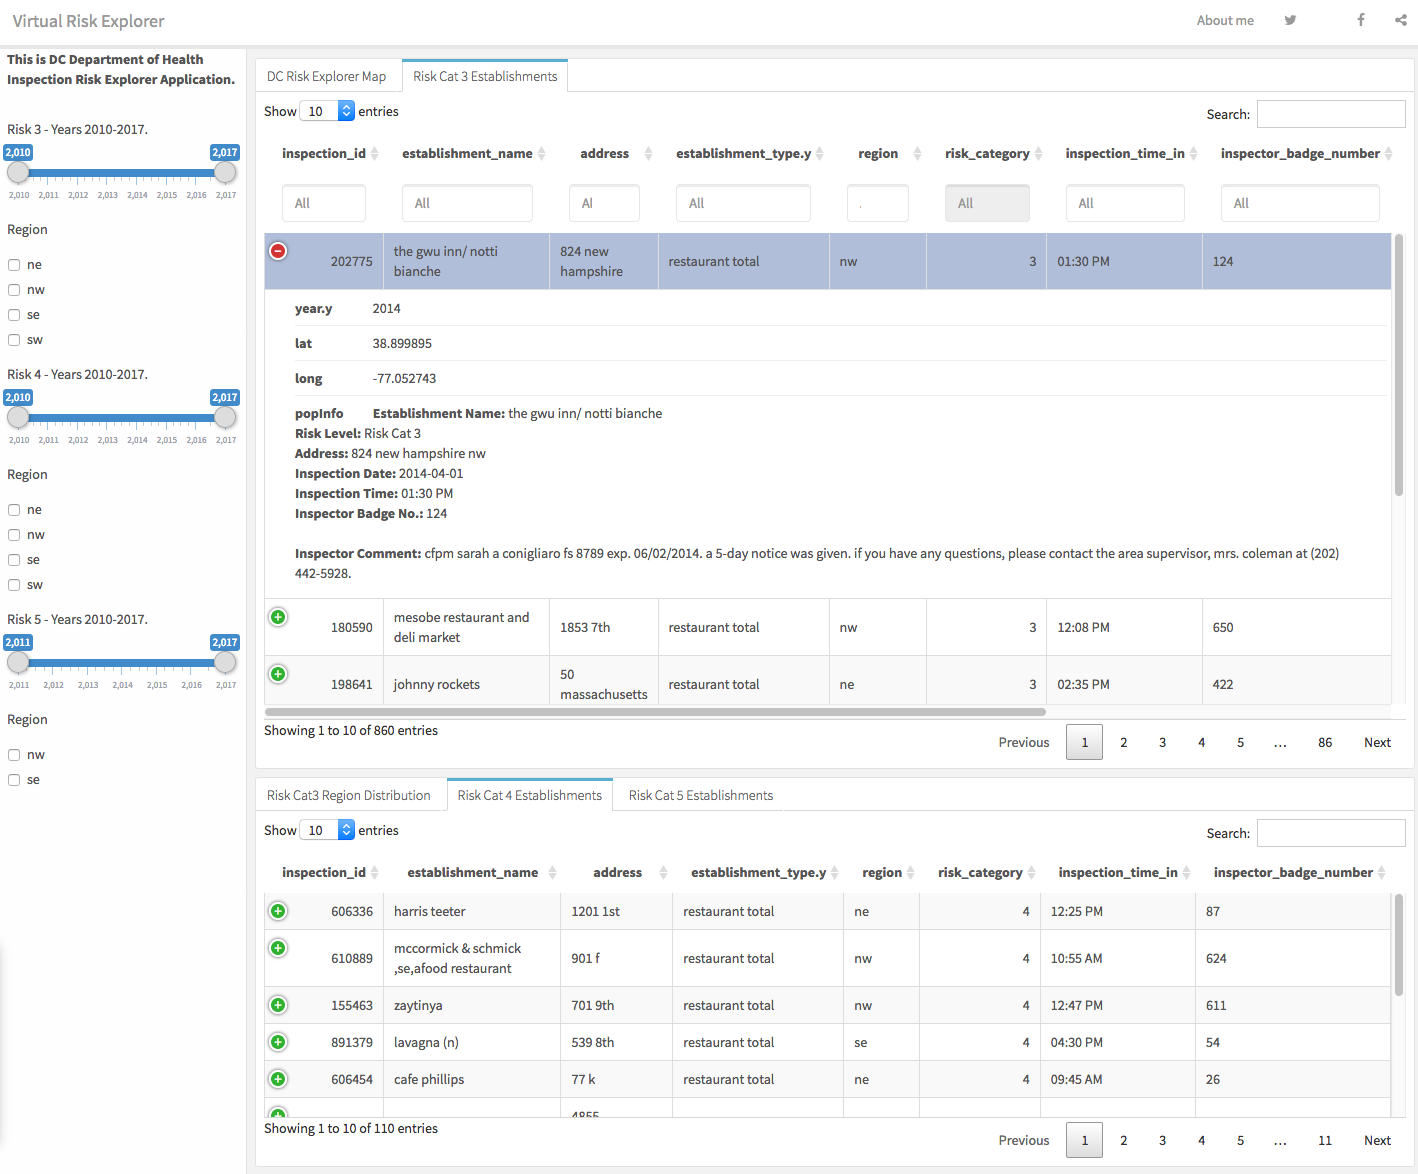 Virtual Risk Explorer
About me
This is DC Department of Health
Inspection Risk Explorer Application.
Risk 3 - Years 2010-2017.
2,010 2,017
2,010 2,011 2,012 2,013 2,014 2,015 2,016 2,017
Region
ne
nw
se
sw
Risk 4 - Years 2010-2017.
2,010 2,017
2,010 2,011 2,012 2,013 2,014 2,015 2,016 2,017
Region
ne
nw
se
sw
Risk 5 - Years 2010-2017.
2,011 2,017
2,011 2,012 2,013 2,014 2,015 2,016 2,017
Region
nw
se
DC Risk Explorer Map Risk Cat 3 Establishments
Show 10 entries
Search:
inspection_id establishment_name address establishment_type.y region risk_category inspection_time_in inspector_badge_number
All All Al All . All All All
202775 the gwu inn/ notti bianche 824 new hampshire restaurant total nw 3 01:30 PM 124
year.y 2014
lat 38.899895
long -77.052743
popInfo Establishment Name: the gwu inn/ notti bianche
Risk Level: Risk Cat 3
Address: 824 new hampshire nw
Inspection Date: 2014-04-01
Inspection Time: 01:30 PM
Inspector Badge No.: 124
Inspector Comment: cfpm sarah a conigliaro fs 8789 exp. 06/02/2014. a 5-day notice was given. if you have any questions, please contact the area supervisor, mrs. coleman at (202)
442-5928.
180590 mesobe restaurant and deli market 1853 7th restaurant total nw 3 12:08 PM 650
198641 johnny rockets 50 massachusetts restaurant total ne 3 02:35 PM 422
Showing 1 to 10 of 860 entries
Previous 1 2 3 4 5 … 86 Next
Risk Cat3 Region Distribution Risk Cat 4 Establishments Risk Cat 5 Establishments
Show 10 entries
Search:
inspection_id establishment_name address establishment_type.y region risk_category inspection_time_in inspector_badge_number
606336 harris teeter 1201 1st restaurant total ne 4 12:25 PM 87
610889 mccormick & schmick ,se,afood restaurant 901 f restaurant total nw 4 10:55 AM 624
155463 zaytinya 701 9th restaurant total nw 4 12:47 PM 611
891379 lavagna (n) 539 8th restaurant total se 4 04:30 PM 54
606454 cafe phillips 77 k restaurant total ne 4 09:45 AM 26
4855
Showing 1 to 10 of 110 entries
Previous 1 2 3 4 5 … 11 Next